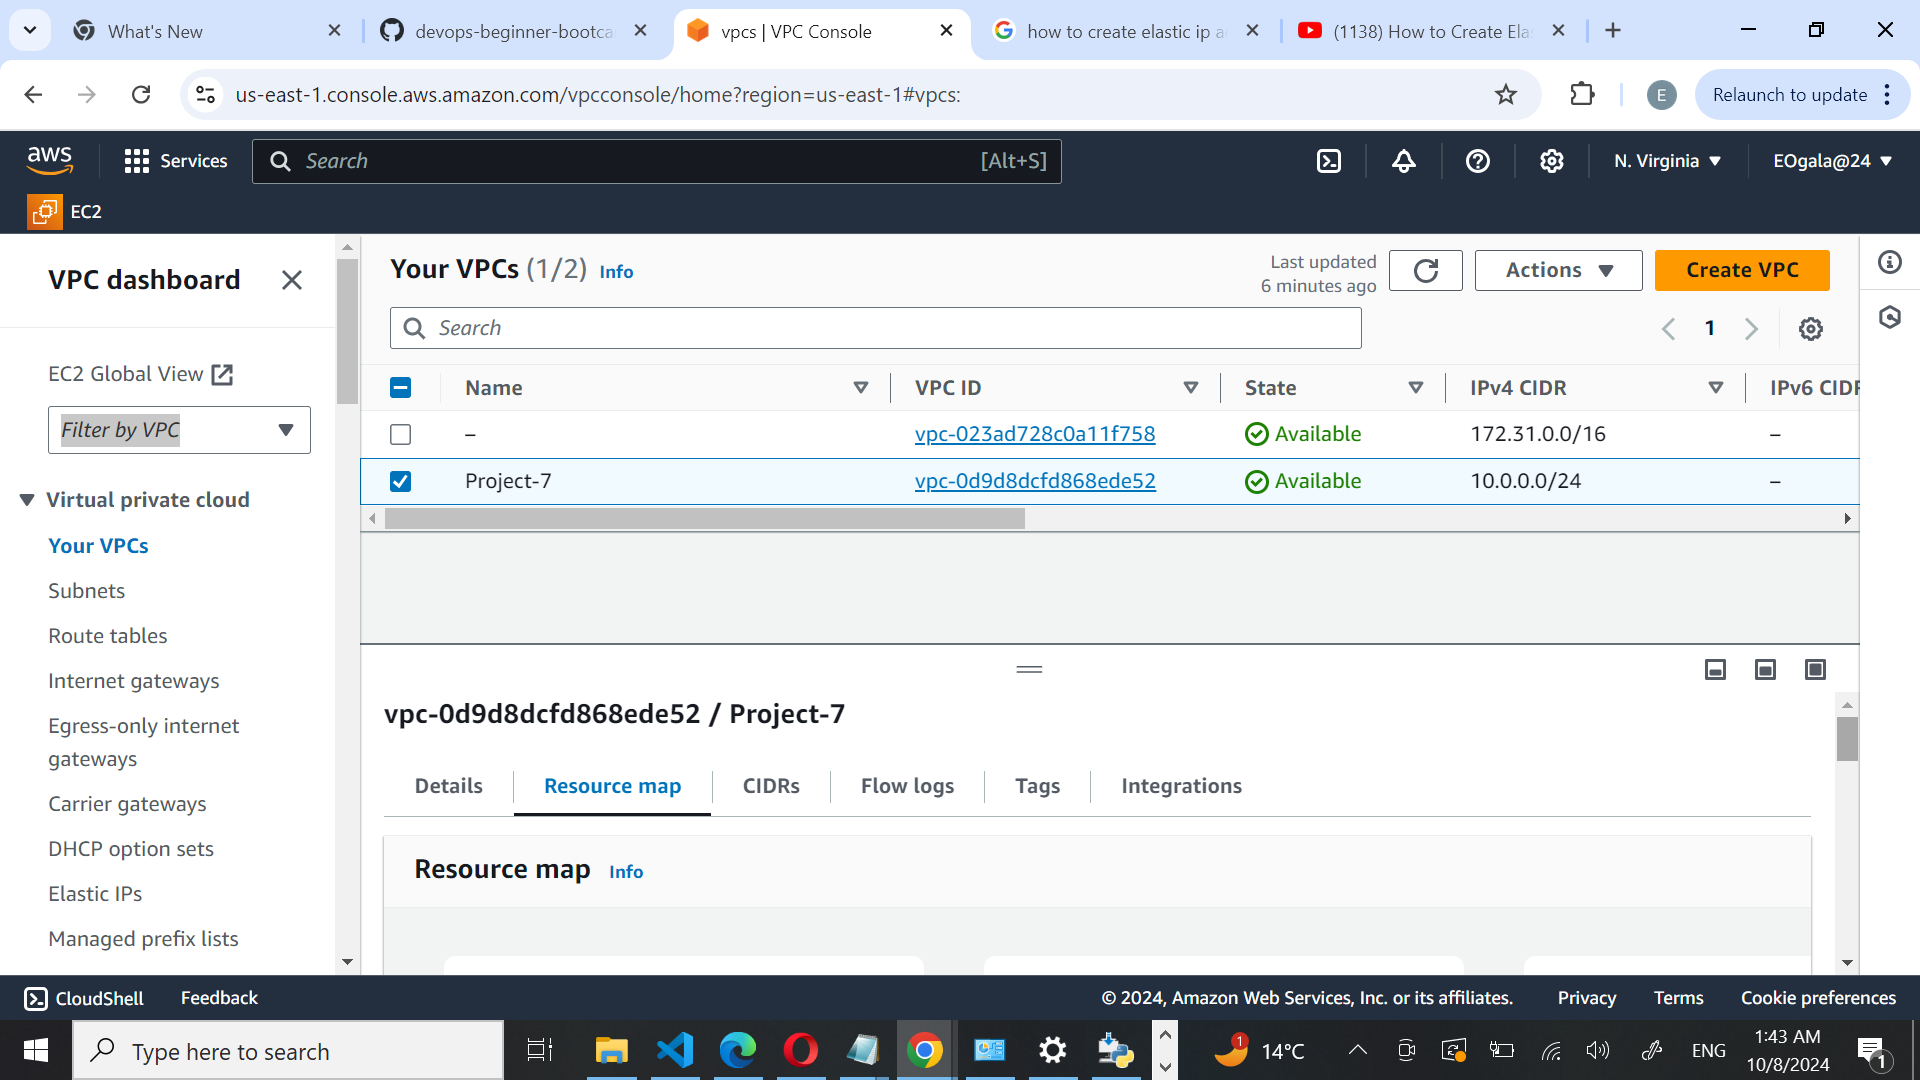 What's New
devops-beginner-bootca
vpcs | VPC Console
how to create elastic ip a
(1138) How to Create Elas
us-east-1.console.aws.amazon.com/vpcconsole/home?region=us-east-1#vpcs:
E
Relaunch to update
aws
Services
Search
[Alt+S]
N. Virginia
EOgala@24
EC2
VPC dashboard
EC2 Global View
Filter by VPC
Virtual private cloud
Your VPCs
Subnets
Route tables
Internet gateways
Egress-only internet
gateways
Carrier gateways
DHCP option sets
Elastic IPs
Managed prefix lists
Your VPCs (1/2) Info
Last updated
6 minutes ago
Actions
Create VPC
Search
1
Name VPC ID State IPv4 CIDR IPv6 CIDR
– vpc-023ad728c0a11f758 Available 172.31.0.0/16 –
Project-7 vpc-0d9d8dcfd868ede52 Available 10.0.0.0/24 –
vpc-0d9d8dcfd868ede52 / Project-7
Details Resource map CIDRs Flow logs Tags Integrations
Resource map Info
CloudShell Feedback © 2024, Amazon Web Services, Inc. or its affiliates. Privacy Terms Cookie preferences
Type here to search
1
14°C
ENG
1:43 AM
10/8/2024
1